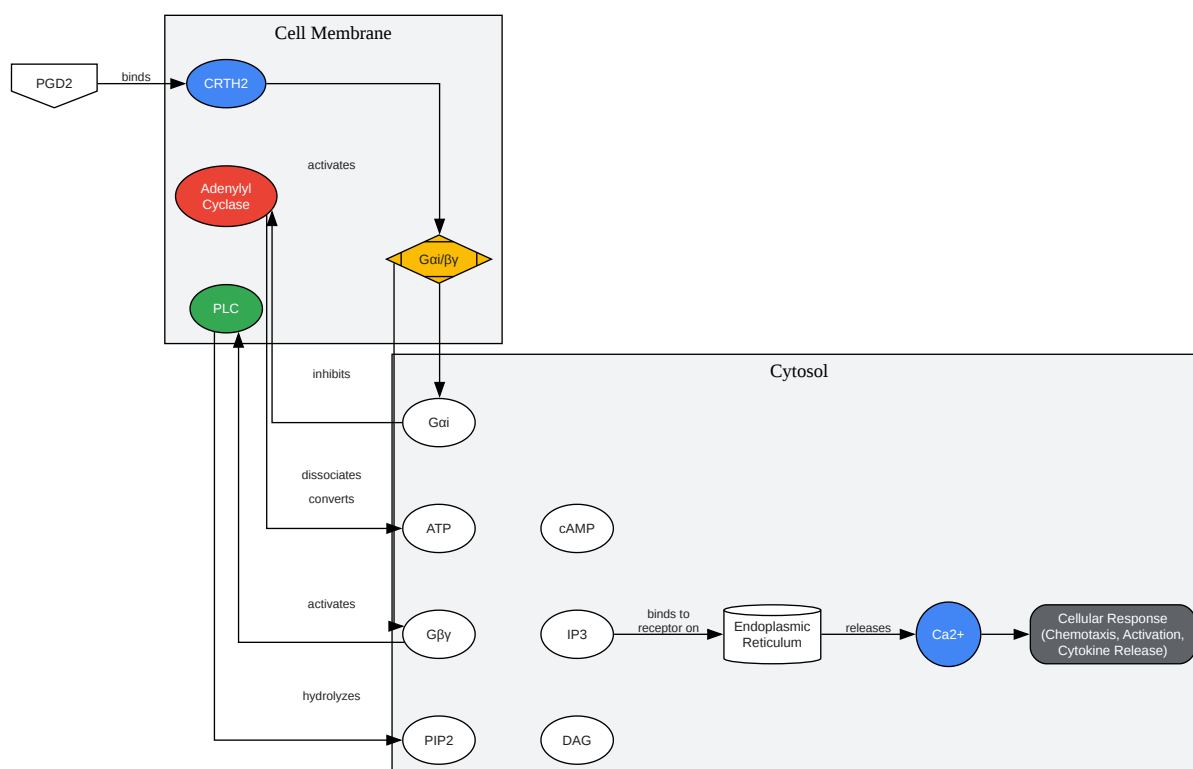 Cell Membrane
PGD2
binds
CRTH2
activates
Adenylyl
Cyclase
Gαi/βγ
PLC
Cytosol
inhibits
Gαi
dissociates
converts
ATP
cAMP
activates
Gβγ
IP3
binds to
receptor on
Endoplasmic
Reticulum
releases
Ca2+
Cellular Response
(Chemotaxis, Activation,
Cytokine Release)
hydrolyzes
PIP2
DAG